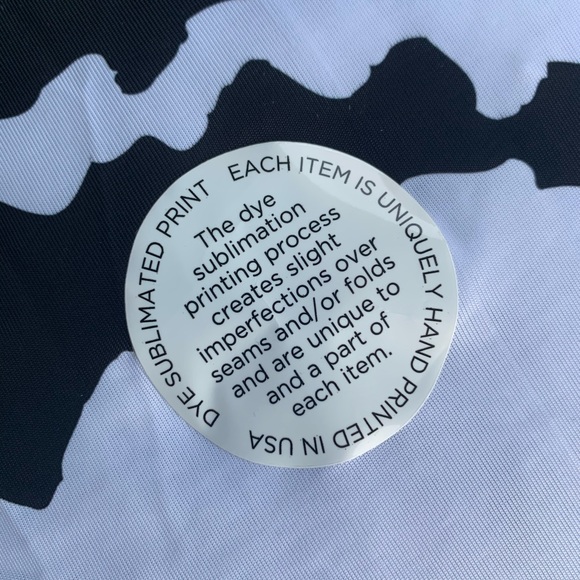 DYE SUBLIMATED PRINT
EACH ITEM IS UNIQUELY HAND PRINTED IN USA
The dye
sublimation
printing process
creates slight
imperfections over
seams and/or folds
and are unique to
and a part of
each item.